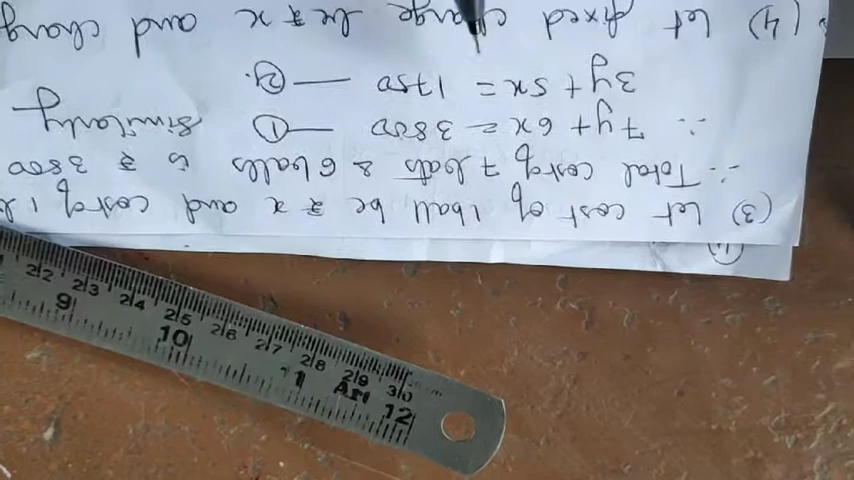 (3) Let cost of 1 ball be ₹ x and cost of 1
∴ Total cost of 7 bats & 6 balls is ₹ 3800
∴ 7y + 6x = 3800 — ① Similarly
3y + 5x = 1750 — ②
(4) Let fixed charge be ₹ x and charg
22 23 24 25 26 27 28 29 30
9 10 11 12